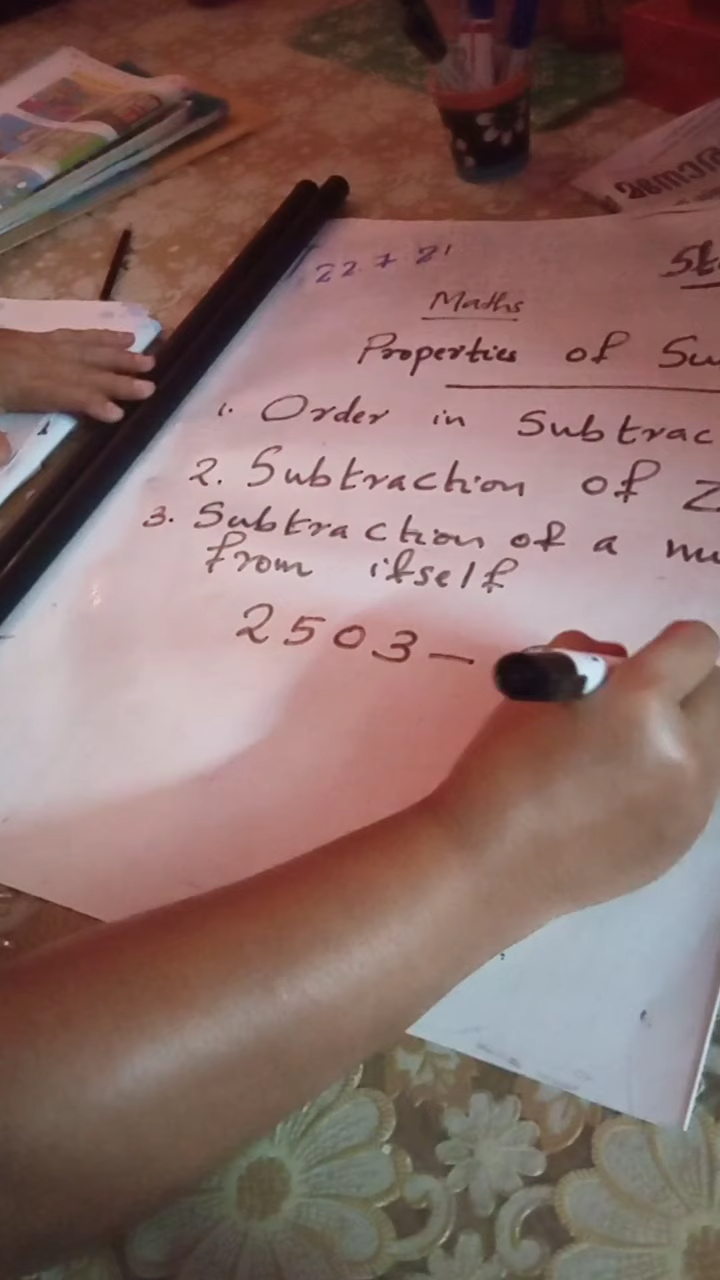 22 + 21
Maths
Properties of Su
1. Order in Subtrac
2. Subtraction of Z
3. Subtraction of a nu
from itself
2503 –